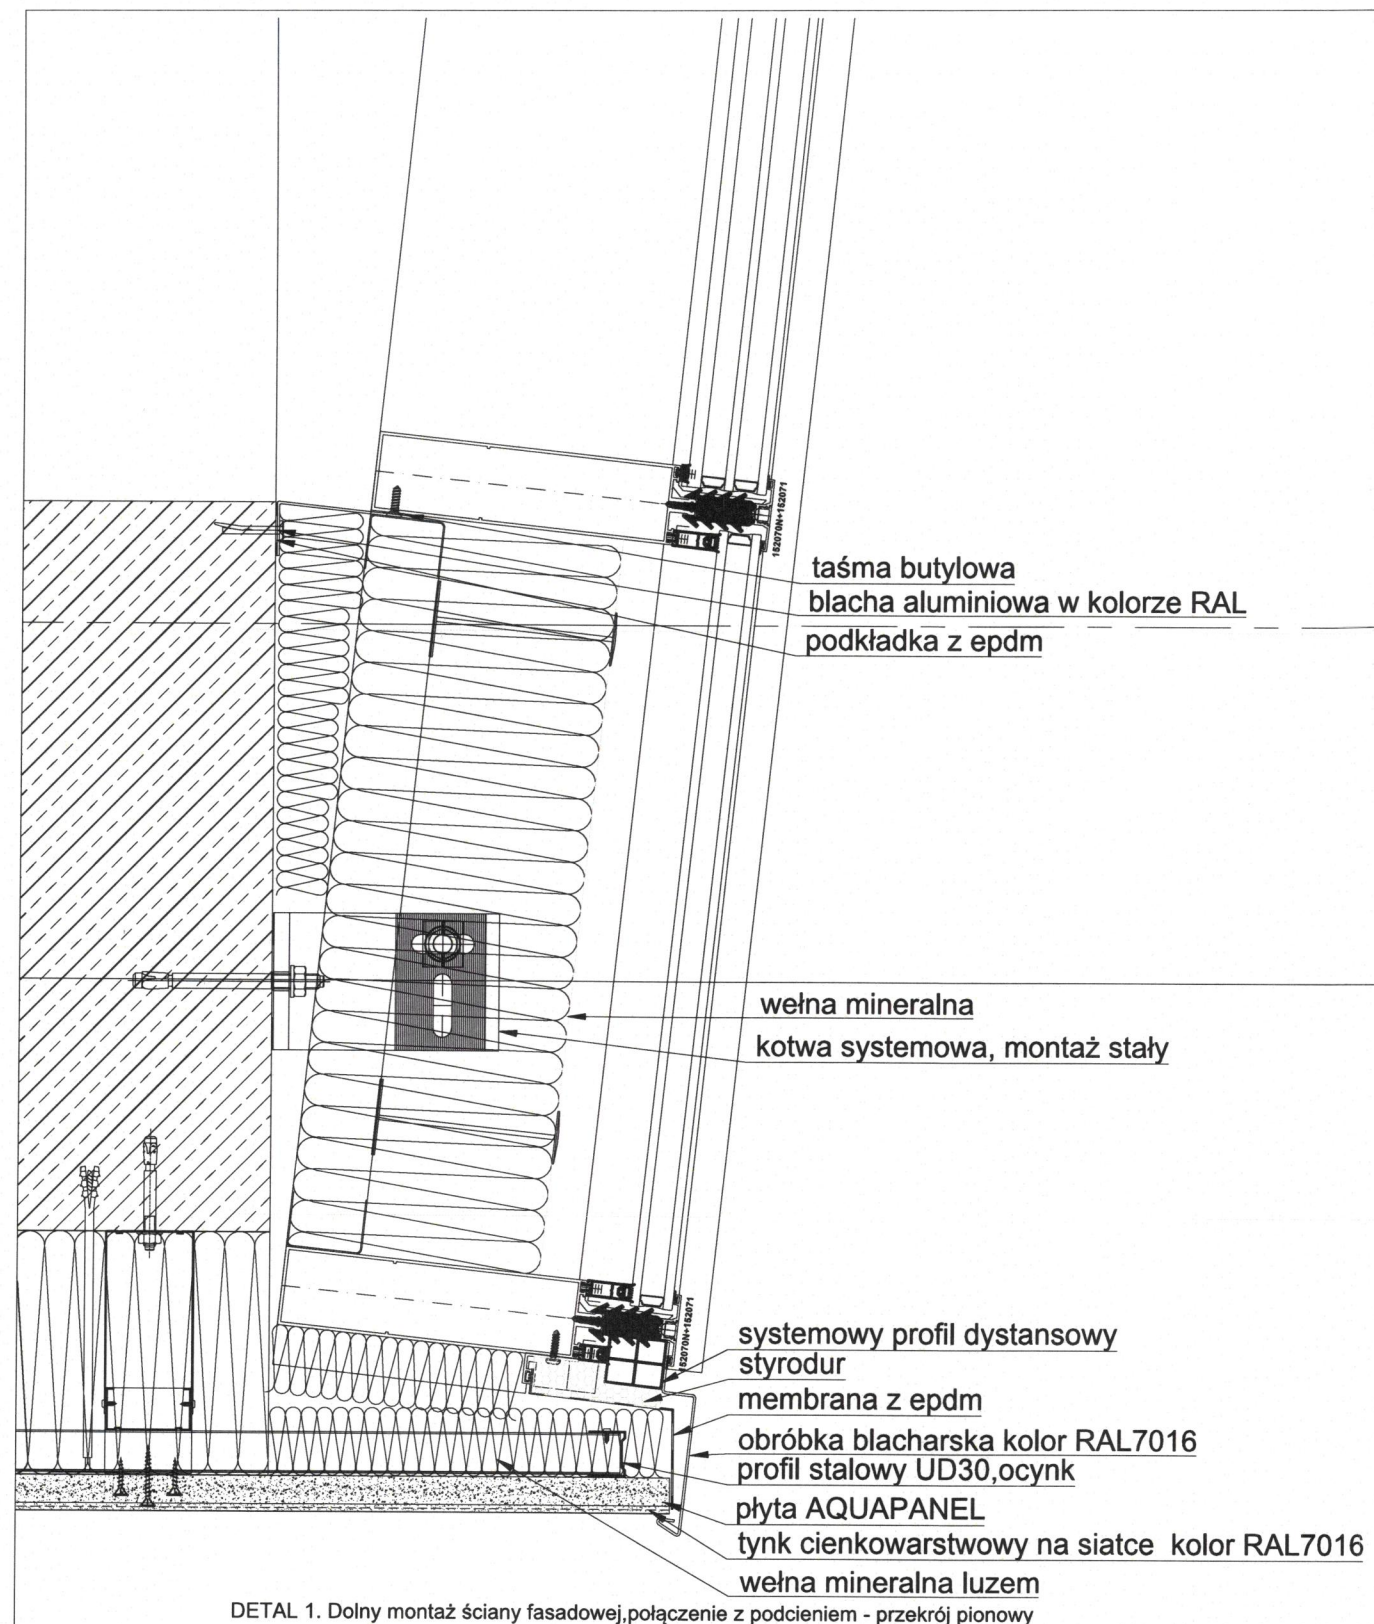 152070N+152071
taśma butylowa
blacha aluminiowa w kolorze RAL
podkładka z epdm
wełna mineralna
kotwa systemowa, montaż stały
152070N+152071
systemowy profil dystansowy
styrodur
membrana z epdm
obróbka blacharska kolor RAL7016
profil stalowy UD30,ocynk
płyta AQUAPANEL
tynk cienkowarstwowy na siatce kolor RAL7016
wełna mineralna luzem
DETAL 1. Dolny montaż ściany fasadowej,połączenie z podcieniem - przekrój pionowy